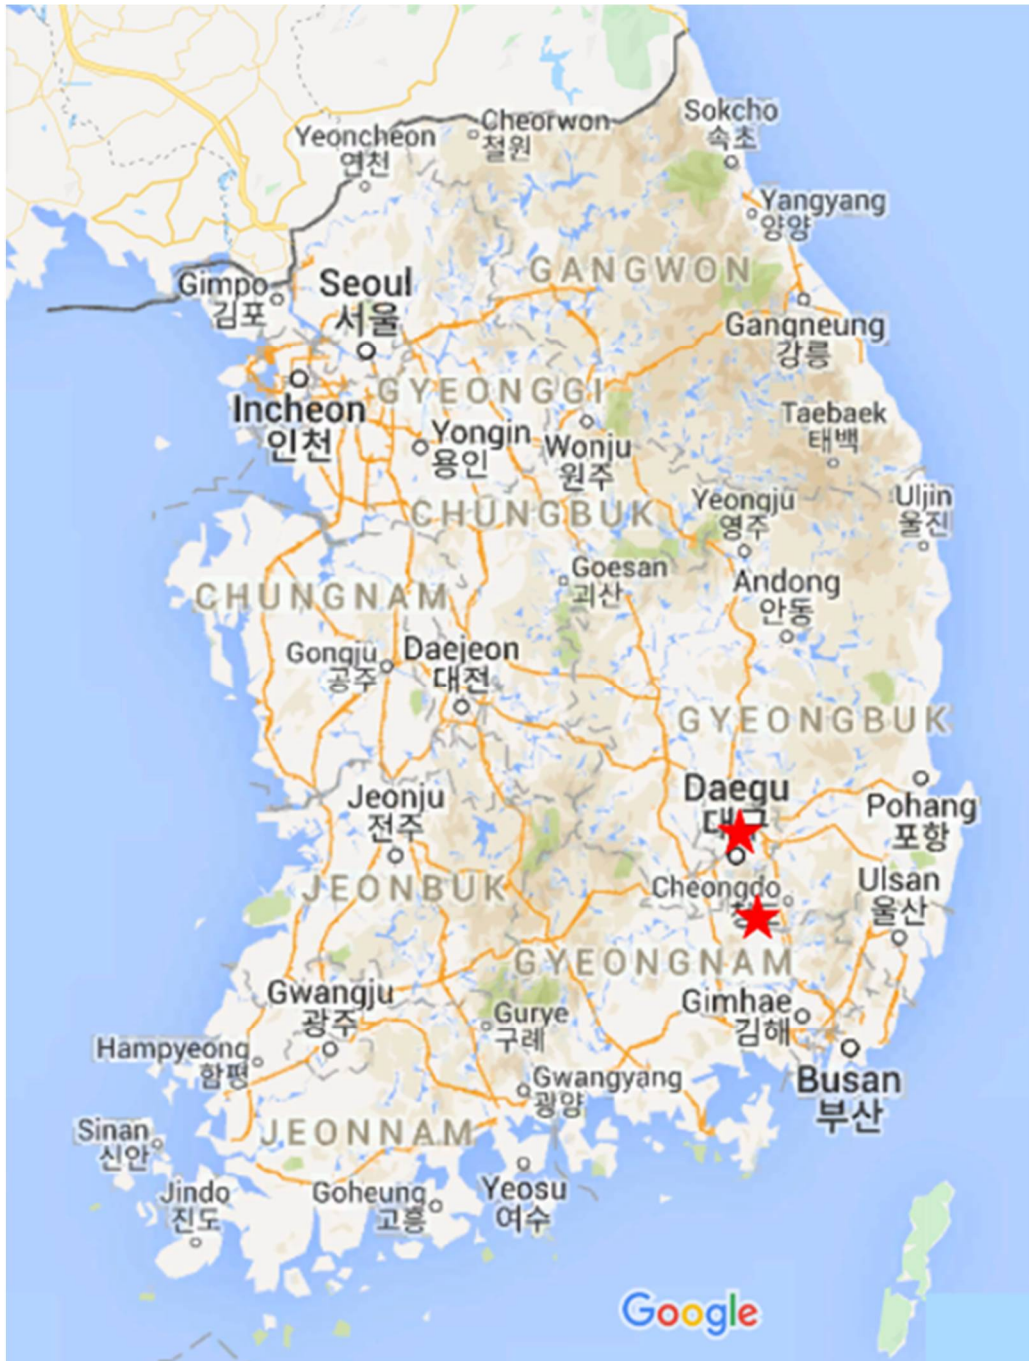 Sokcho
속초
Cheorwon
철원
Yeoncheon
연천
Yangyang
양양
GANGWON
Gimpo
김포
Seoul
서울
Gangneung
강릉
GYEONGGI
Incheon
인천
Taebaek
태백
Yongin
용인
Wonju
원주
Yeongju
영주
Uljin
울진
CHUNGBUK
Goesan
괴산
Andong
안동
CHUNGNAM
Gongju
공주
Daejeon
대전
GYEONGBUK
Daegu
Jeonju
전주
Pohang
포항
JEONBUK
Cheongdo
Ulsan
울산
GYEONGNAM
Gwangju
광주
Gurye
구례
Gimhae
김해
Hampyeong
함평
Gwangyang
광양
Busan
부산
Sinan
신안
JEONNAM
Jindo
진도
Goheung
고흥
Yeosu
여수
Google